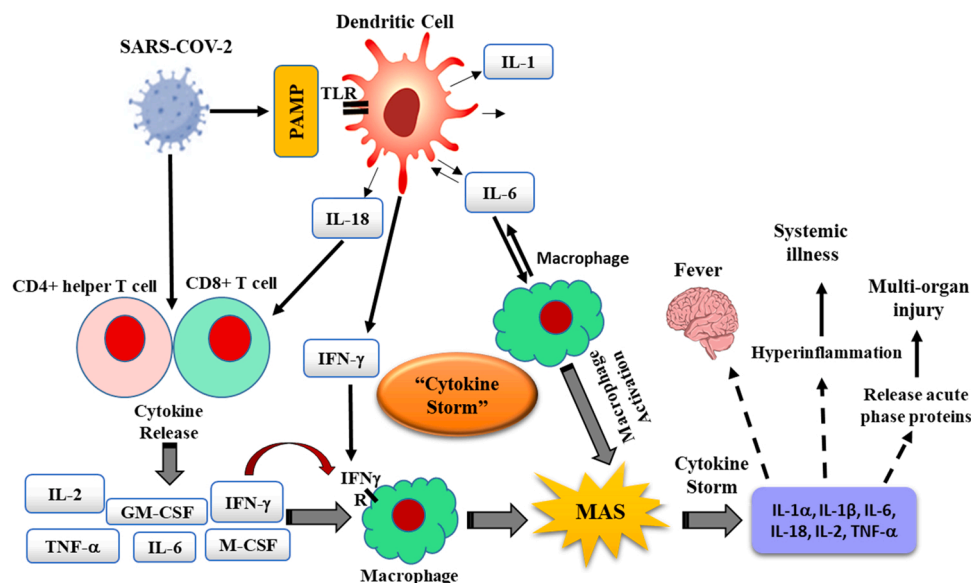 Dendritic Cell
SARS-COV-2
IL-1
TLR
PAMP
IL-6
IL-18
Systemic
illness
Macrophage
Fever
CD4+ helper T cell
CD8+ T cell
Multi-organ
injury
IFN-γ
Hyperinflammation
“Cytokine
Storm”
Macrophage
Activation
Release acute
phase proteins
Cytokine
Release
Cytokine
Storm
IL-2
GM-CSF
IFN-γ
IFNγ
R
MAS
IL-1α, IL-1β, IL-6,
IL-18, IL-2, TNF-α
TNF-α
IL-6
M-CSF
Macrophage